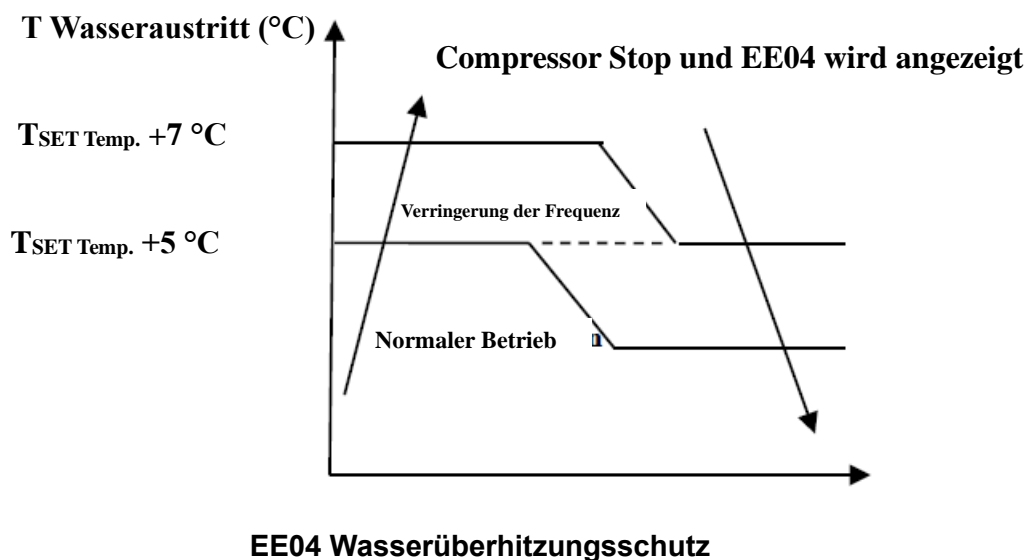 T Wasseraustritt (°C)
Compressor Stop und EE04 wird angezeigt
TSET Temp. +7 °C
Verringerung der Frequenz
TSET Temp. +5 °C
Normaler Betrieb
EE04 Wasserüberhitzungsschutz